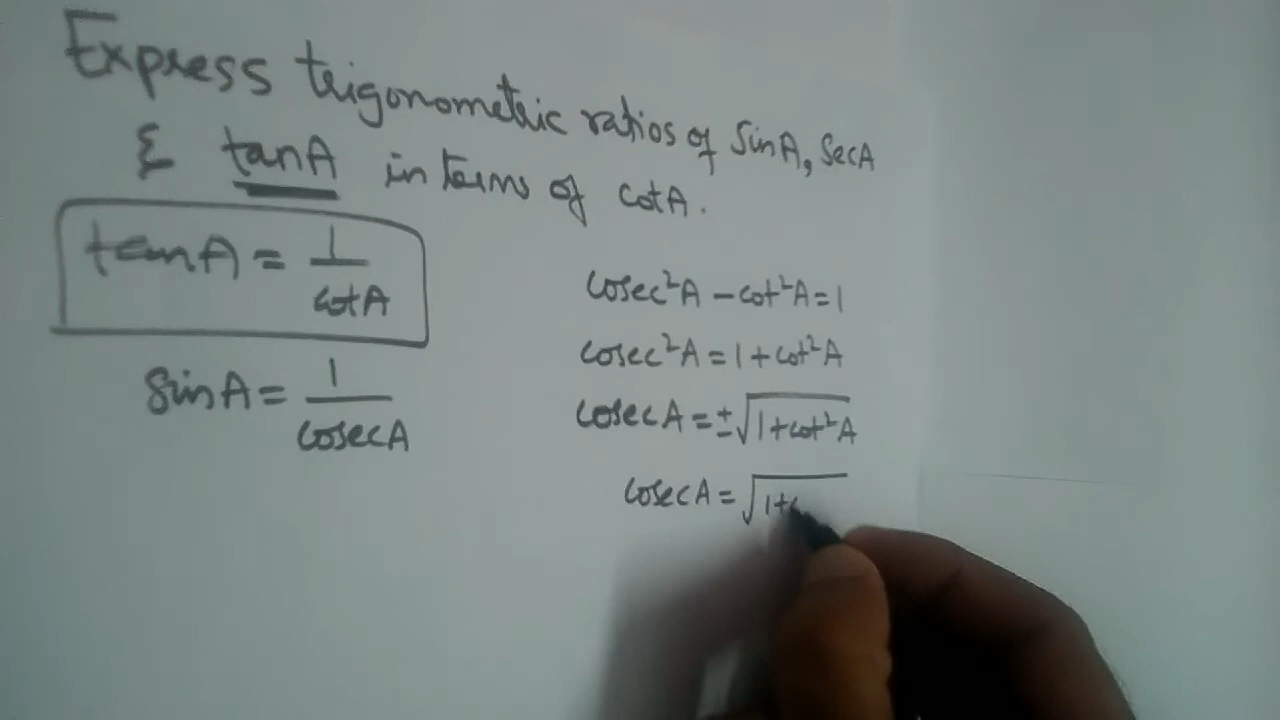 Express trigonometric ratios of sinA, secA
& tanA in terms of cotA.
tanA = 1/cotA
sinA = 1/cosecA
cosec²A - cot²A = 1
cosec²A = 1 + cot²A
cosecA = ±√1+cot²A
cosecA = √1+c